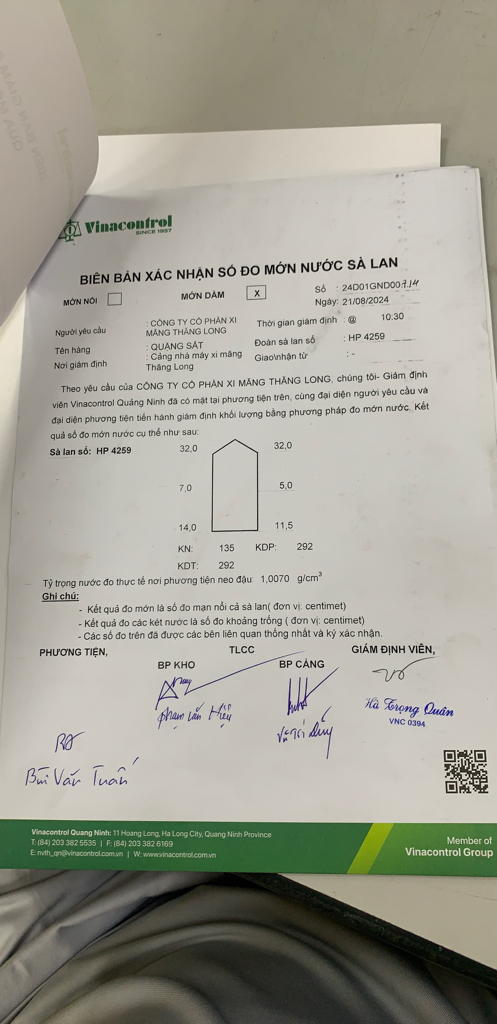 Vinacontrol
SINCE 1957
BIÊN BẢN XÁC NHẬN SỐ ĐO MỚN NƯỚC SÀ LAN
MỚN NỔI
MỚN DẦM X
Số : 24D01GND007.14
Ngày: 21/08/2024
Người yêu cầu : CÔNG TY CỔ PHẦN XI MĂNG THĂNG LONG
Thời gian giám định : @ 10:30
Tên hàng : QUẶNG SẮT
Đoàn sà lan số : HP 4259
Nơi giám định : Cảng nhà máy xi măng Thăng Long
Giao\nhận từ : -
Theo yêu cầu của CÔNG TY CỔ PHẦN XI MĂNG THĂNG LONG, chúng tôi- Giám định
viên Vinacontrol Quảng Ninh đã có mặt tại phương tiện trên, cùng đại diện người yêu cầu và
đại diện phương tiện tiến hành giám định khối lượng bằng phương pháp đo mớn nước. Kết
quả số đo mớn nước cụ thể như sau:
Sà lan số: HP 4259
32,0 32,0
7,0 5,0
14,0 11,5
KN: 135 KDP: 292
KDT: 292
Tỷ trọng nước đo thực tế nơi phương tiện neo đậu: 1,0070 g/cm³
Ghi chú:
- Kết quả đo mớn là số đo mạn nổi cả sà lan( đơn vị: centimet)
- Kết quả đo các két nước là số đo khoảng trống ( đơn vị: centimet)
- Các số đo trên đã được các bên liên quan thống nhất và ký xác nhận.
PHƯƠNG TIỆN, TLCC GIÁM ĐỊNH VIÊN,
BP KHO BP CẢNG
Phạm Văn Hiệu
Hà Trọng Quân
VNC 0394
Bùi Văn Tuấn
Vinacontrol Quang Ninh: 11 Hoang Long, Ha Long City, Quang Ninh Province
T: (84) 203 382 5535 | F: (84) 203 382 6169
E: nvth_qn@vinacontrol.com.vn | W: www.vinacontrol.com.vn
Member of
Vinacontrol Group